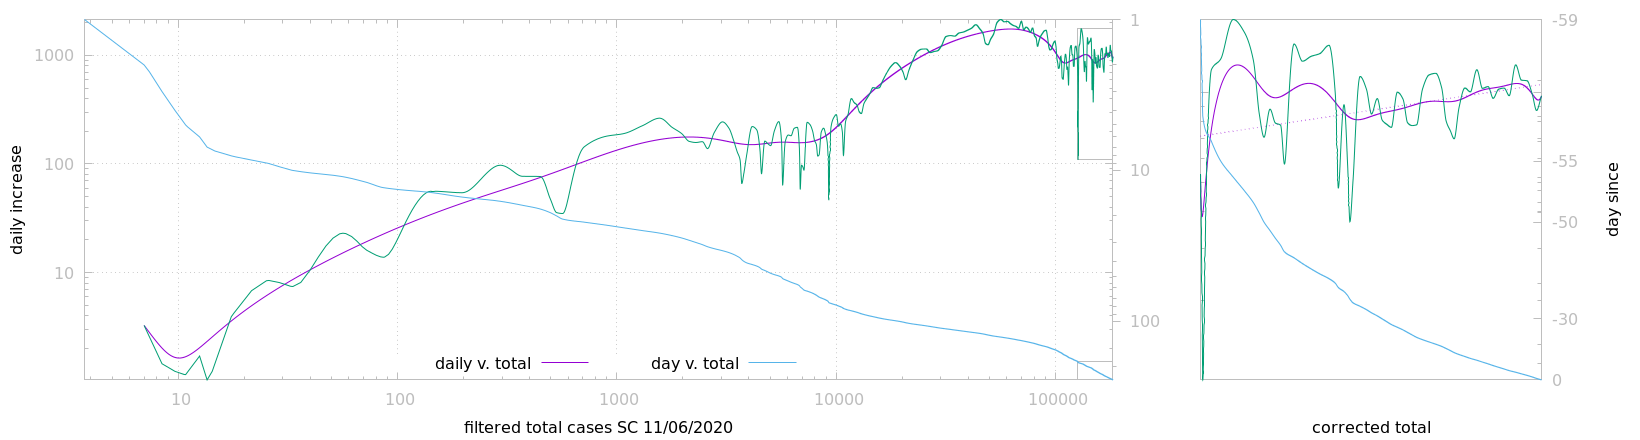 1000
100
10
daily increase
1
10
100
daily v. total
day v. total
10
100
1000
10000
100000
filtered total cases SC 11/06/2020
-59
-55
-50
-30
0
day since
corrected total